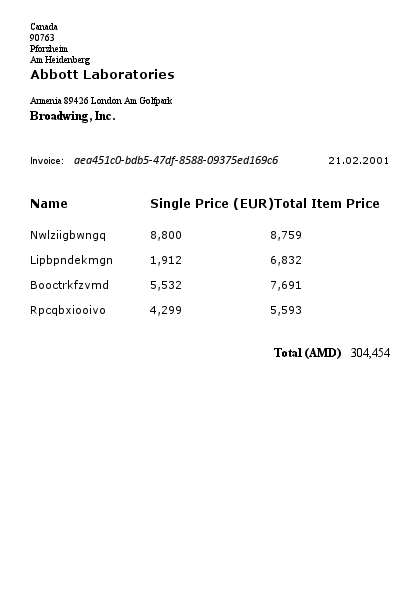 Canada
90763
Pforzheim
Am Heidenberg
Abbott Laboratories
Armenia 89426 London Am Golfpark
Broadwing, Inc.
Invoice: aea451c0-bdb5-47df-8588-09375ed169c6 21.02.2001
Name Single Price (EUR)Total Item Price
Nwlziigbwngq 8,800 8,759
Lipbpndekmgn 1,912 6,832
Booctrkfzvmd 5,532 7,691
Rpcqbxiooivo 4,299 5,593
Total (AMD) 304,454